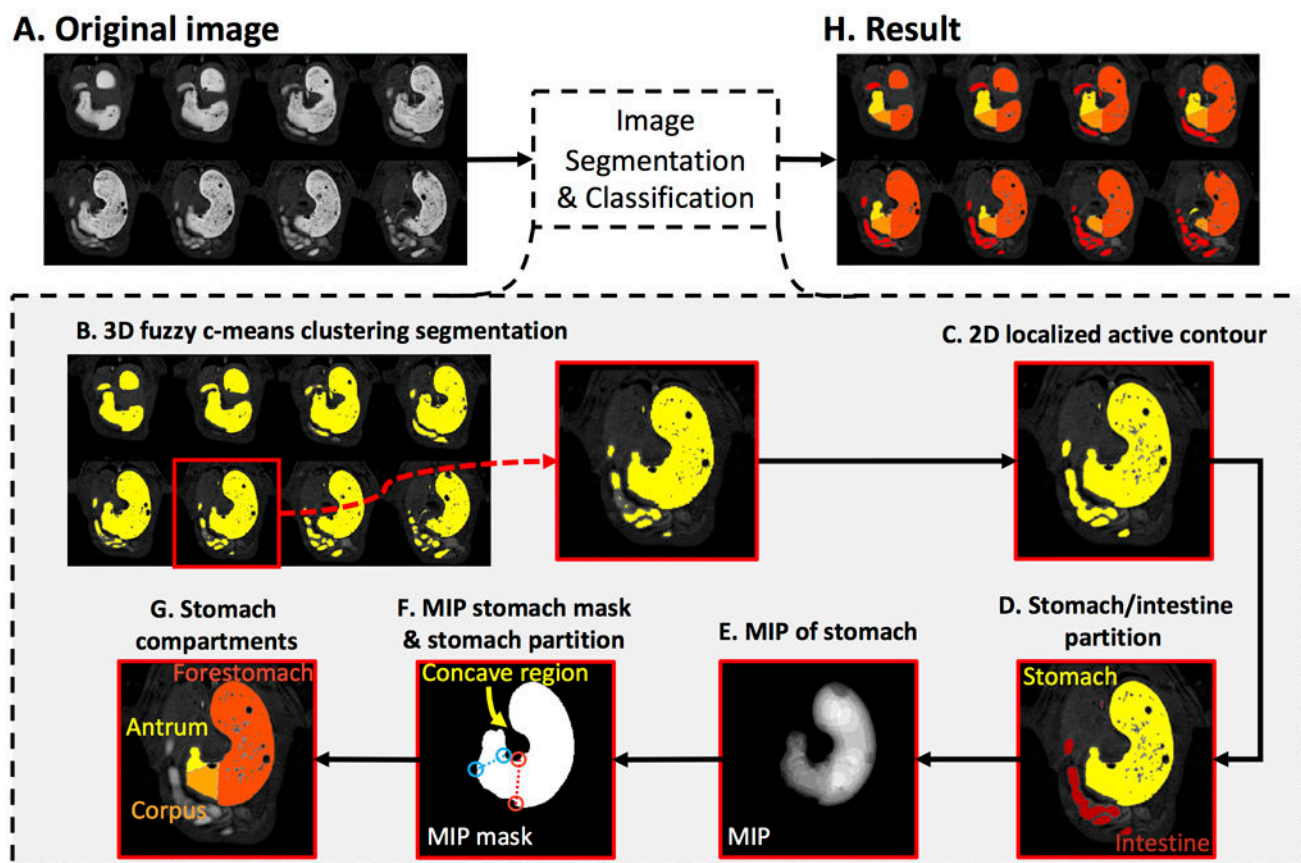 A. Original image
H. Result
Image
Segmentation
& Classification
B. 3D fuzzy c-means clustering segmentation
C. 2D localized active contour
G. Stomach
compartments
F. MIP stomach mask
& stomach partition
E. MIP of stomach
D. Stomach/intestine
partition
Forestomach
Antrum
Corpus
Concave region
MIP mask
MIP
Stomach
Intestine